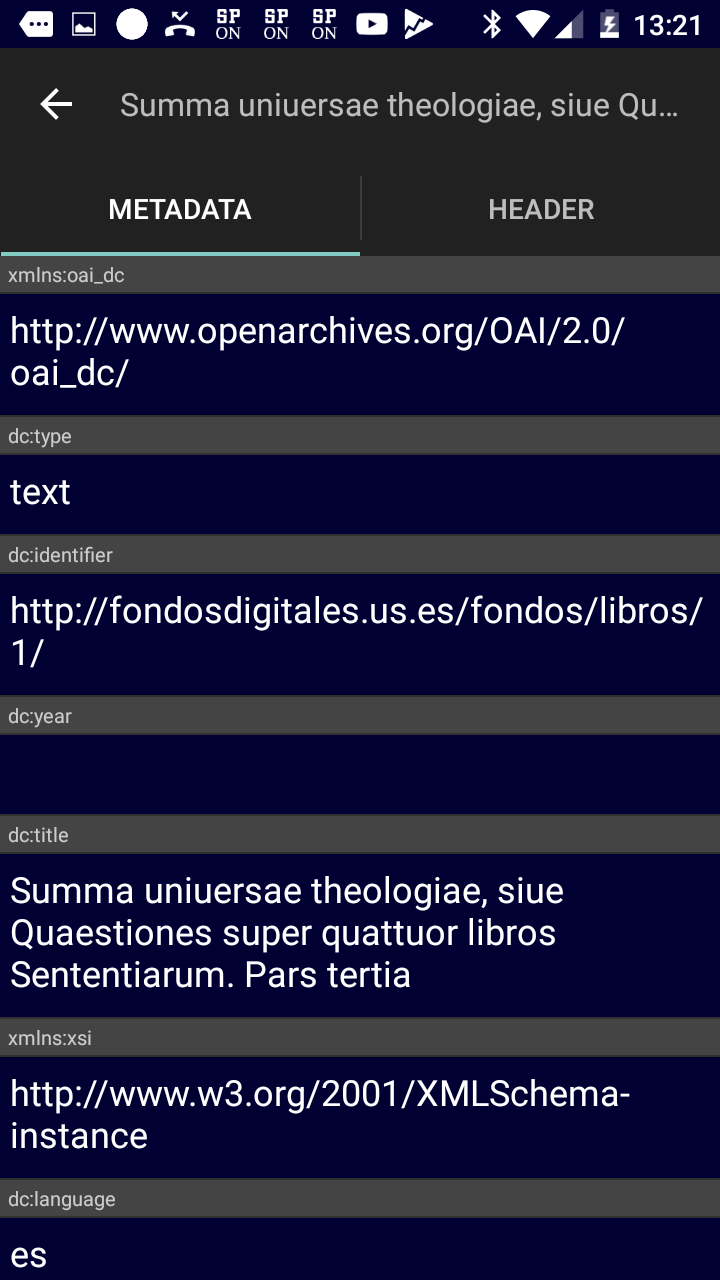 SP ON SP ON SP ON 13:21
Summa uniuersae theologiae, siue Qu...
METADATA HEADER
xmlns:oai_dc
http://www.openarchives.org/OAI/2.0/
oai_dc/
dc:type
text
dc:identifier
http://fondosdigitales.us.es/fondos/libros/
1/
dc:year
dc:title
Summa uniuersae theologiae, siue
Quaestiones super quattuor libros
Sententiarum. Pars tertia
xmlns:xsi
http://www.w3.org/2001/XMLSchema-
instance
dc:language
es